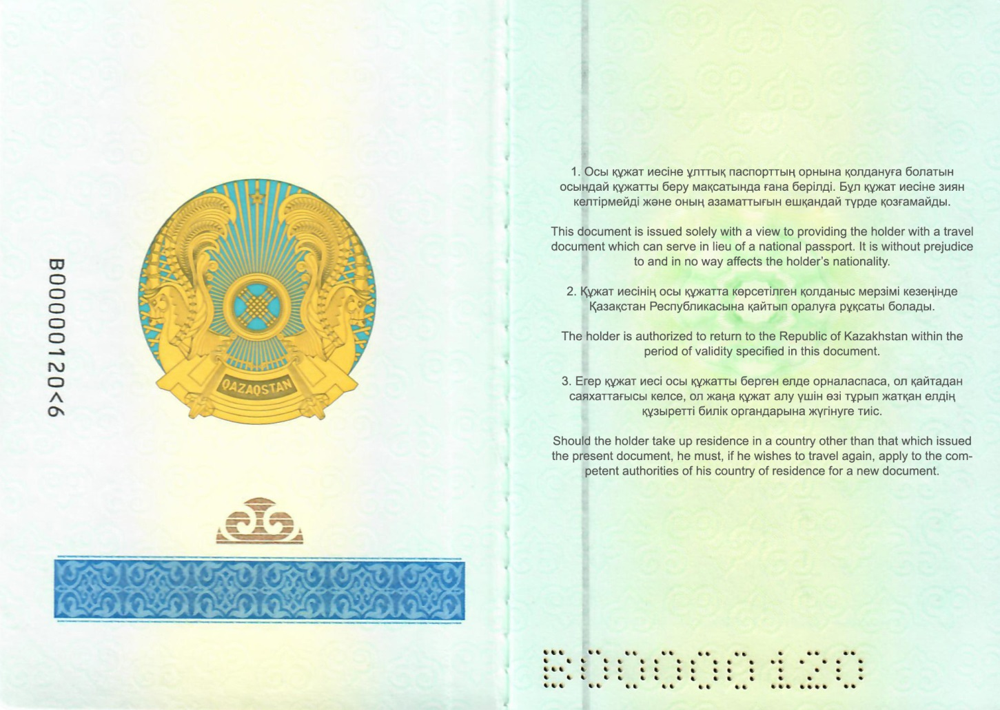 B0000120<6
QAZAQSTAN
1. Осы құжат иесіне ұлттық паспорттың орнына қолдануға болатын
осындай құжатты беру мақсатында ғана берілді. Бұл құжат иесіне зиян
келтірмейді және оның азаматтығын ешқандай түрде қозғамайды.
This document is issued solely with a view to providing the holder with a travel
document which can serve in lieu of a national passport. It is without prejudice
to and in no way affects the holder’s nationality.
2. Құжат иесінің осы құжатта көрсетілген қолданыс мерзімі кезеңінде
Қазақстан Республикасына қайтып оралуға рұқсаты болады.
The holder is authorized to return to the Republic of Kazakhstan within the
period of validity specified in this document.
3. Егер құжат иесі осы құжатты берген елде орналаспаса, ол қайтадан
саяхаттағысы келсе, ол жаңа құжат алу үшін өзі тұрып жатқан елдің
құзыретті билік органдарына жүгінуге тиіс.
Should the holder take up residence in a country other than that which issued
the present document, he must, if he wishes to travel again, apply to the com-
petent authorities of his country of residence for a new document.
B00000120